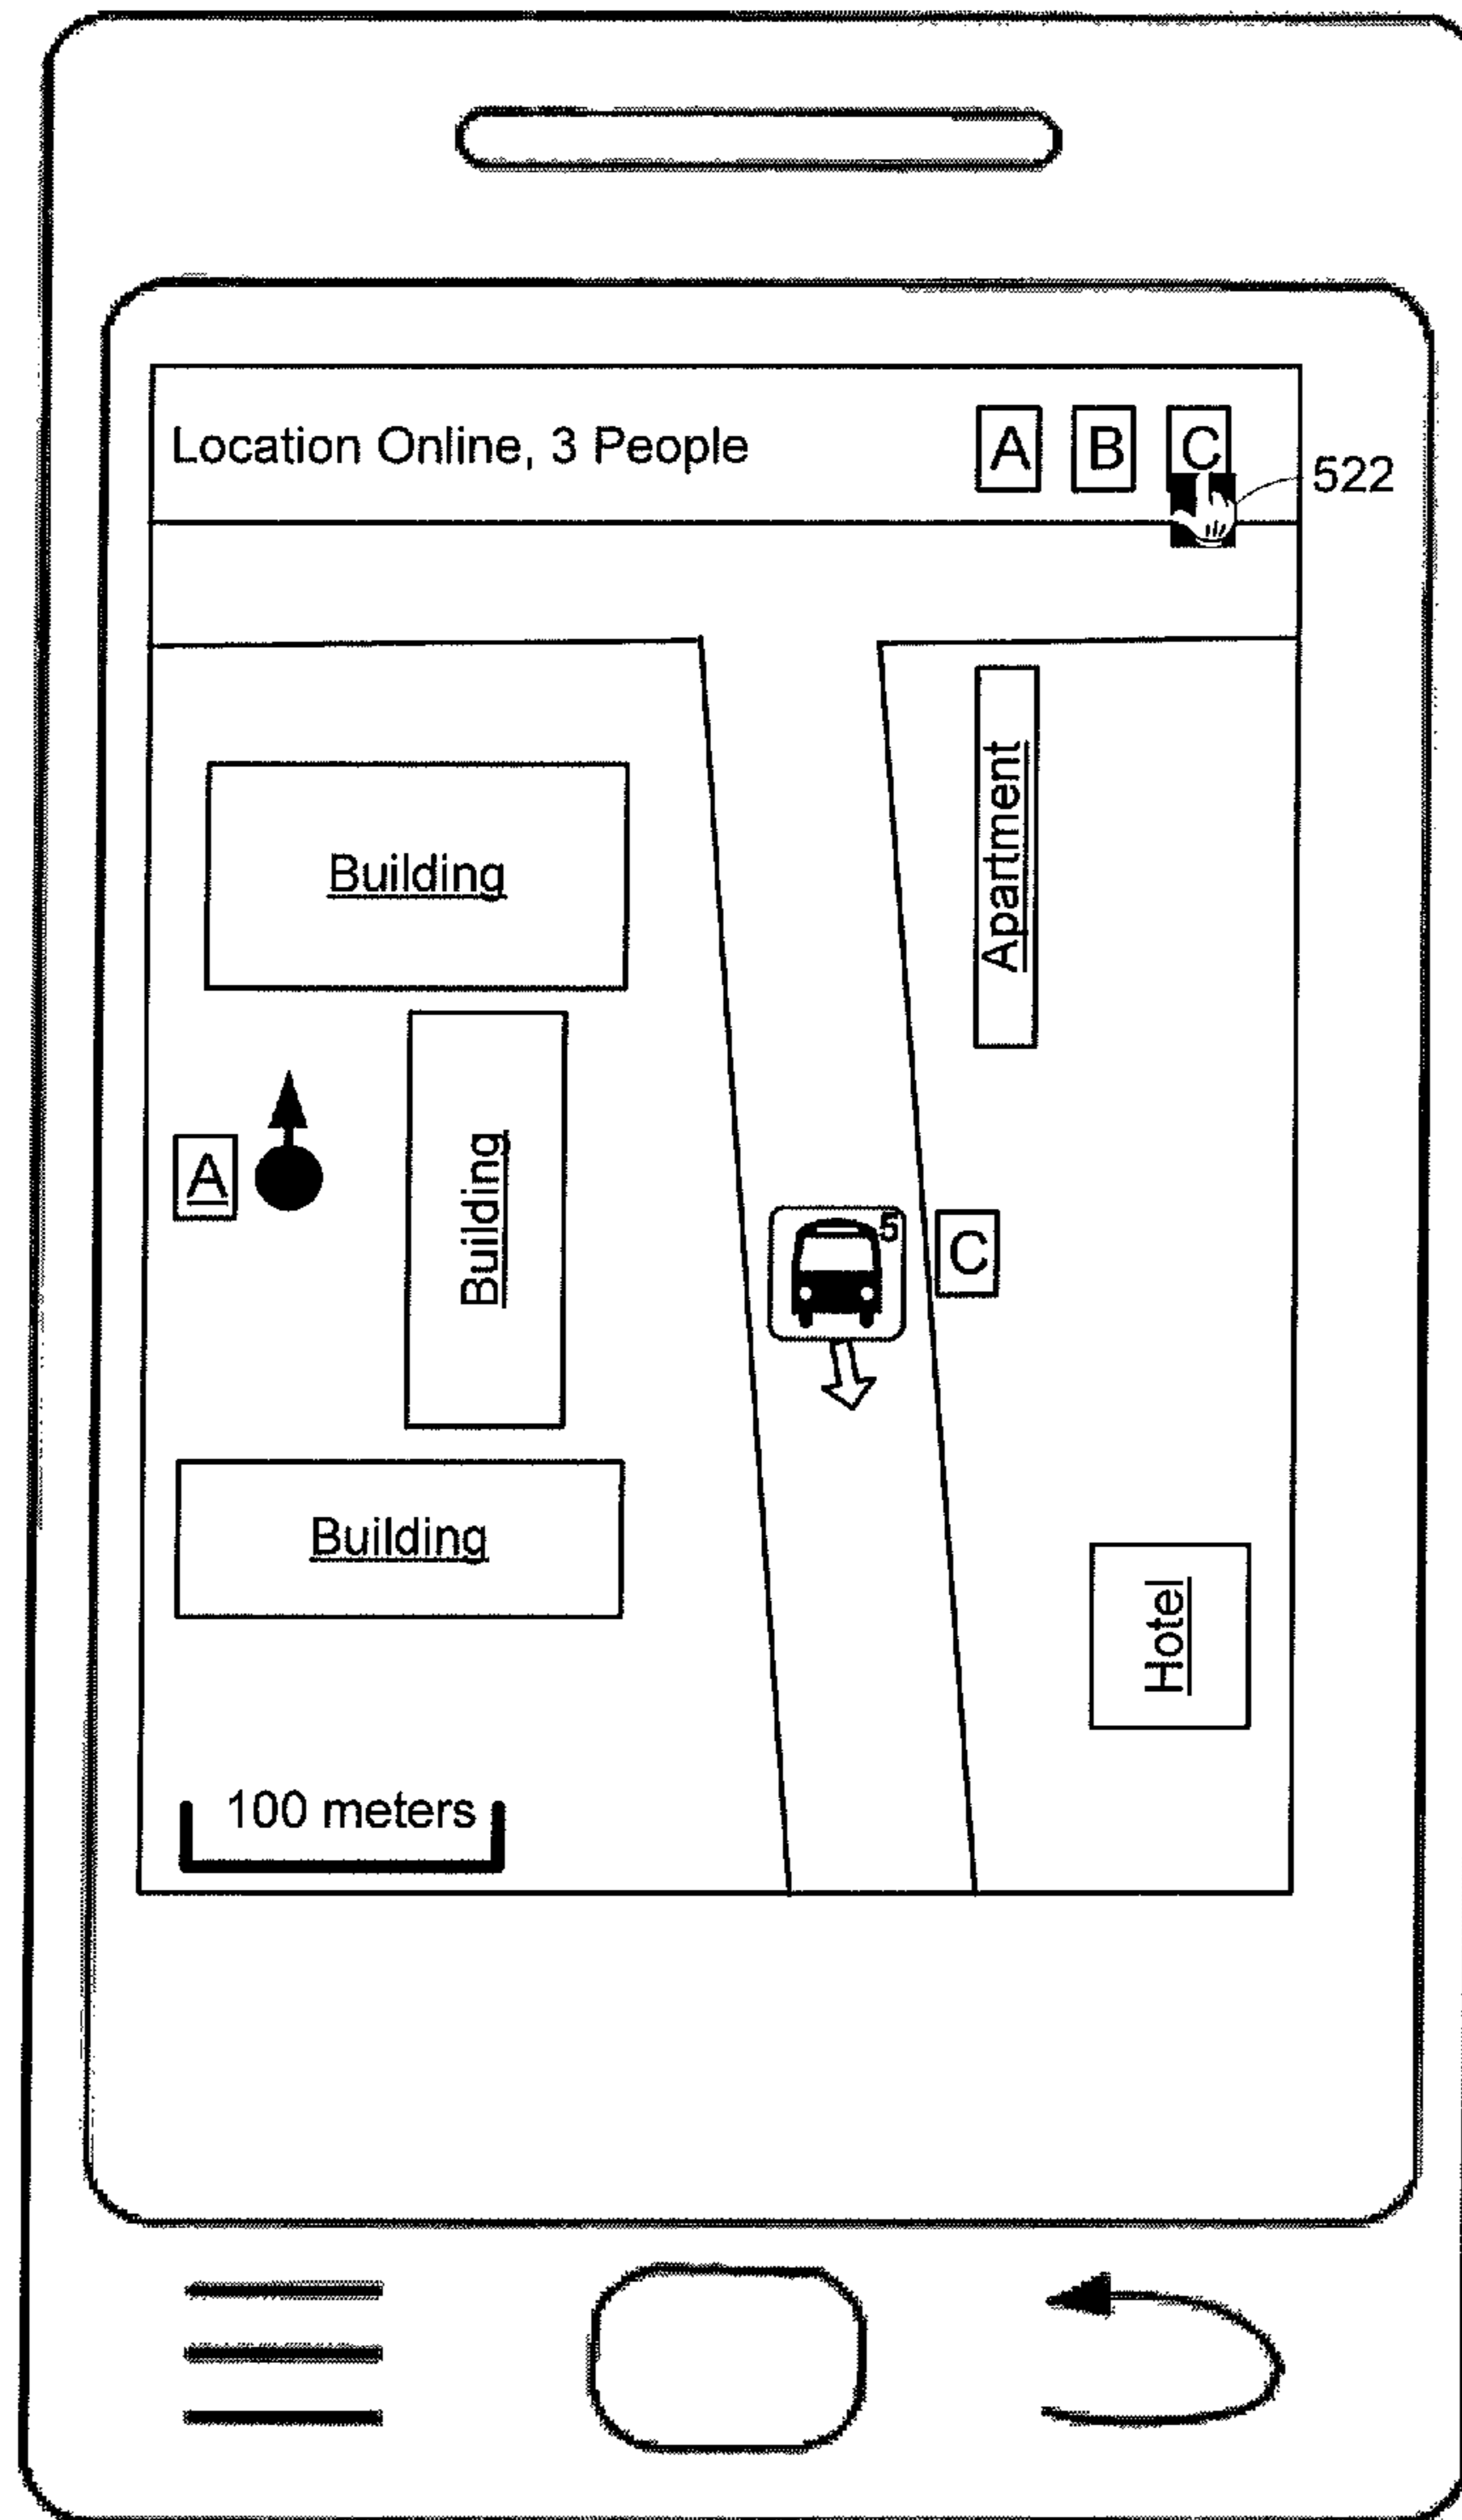 Location Online, 3 People
A B C
522
Building
Apartment
Building
A
5
C
Building
Hotel
100 meters